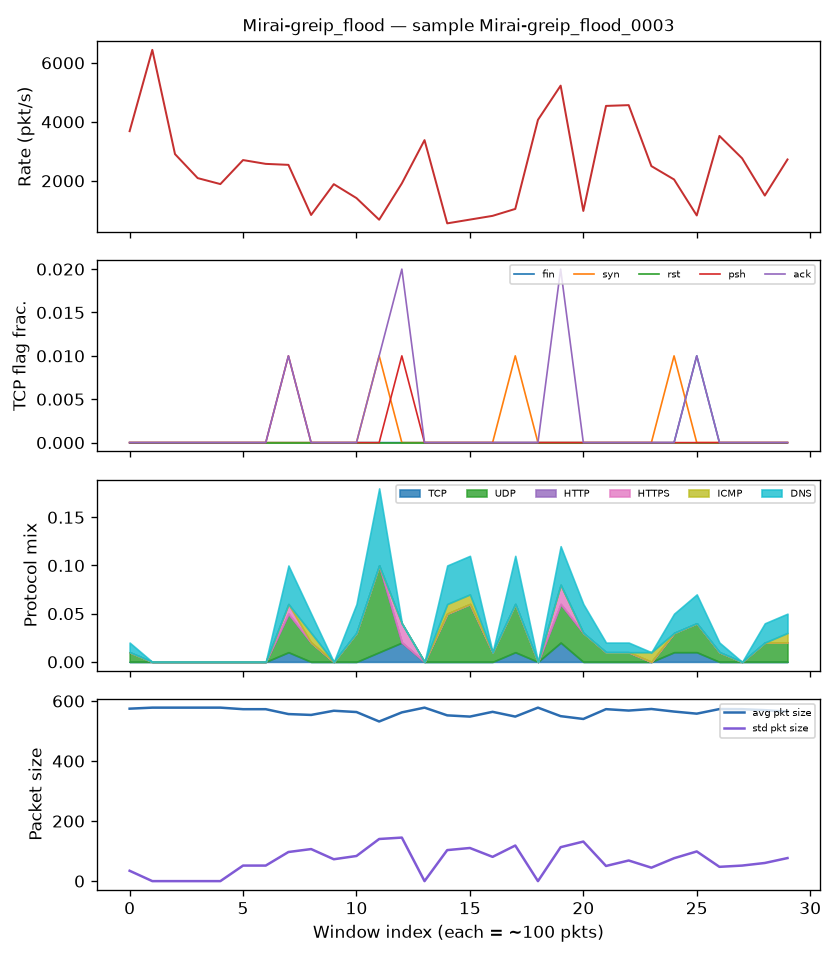 Mirai-greip_flood — sample Mirai-greip_flood_0003
Rate (pkt/s)
6000
4000
2000
TCP flag frac.
0.020
0.015
0.010
0.005
0.000
fin syn rst psh ack
Protocol mix
0.15
0.10
0.05
0.00
TCP UDP HTTP HTTPS ICMP DNS
Packet size
600
400
200
0
avg pkt size
std pkt size
0 5 10 15 20 25 30
Window index (each = ~100 pkts)